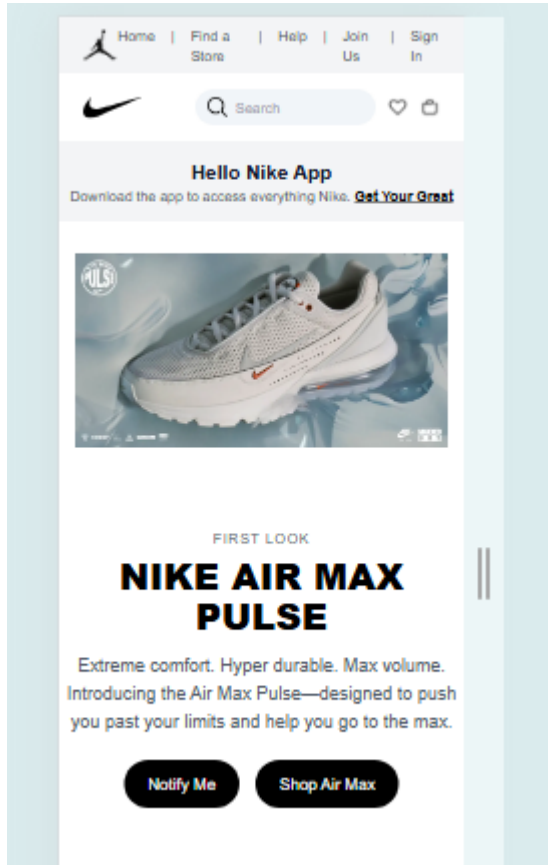 Home | Find a Store | Help | Join Us | Sign In
Search
Hello Nike App
Download the app to access everything Nike. Get Your Great
PULSE
FIRST LOOK
NIKE AIR MAX
PULSE
Extreme comfort. Hyper durable. Max volume.
Introducing the Air Max Pulse—designed to push
you past your limits and help you go to the max.
Notify Me
Shop Air Max